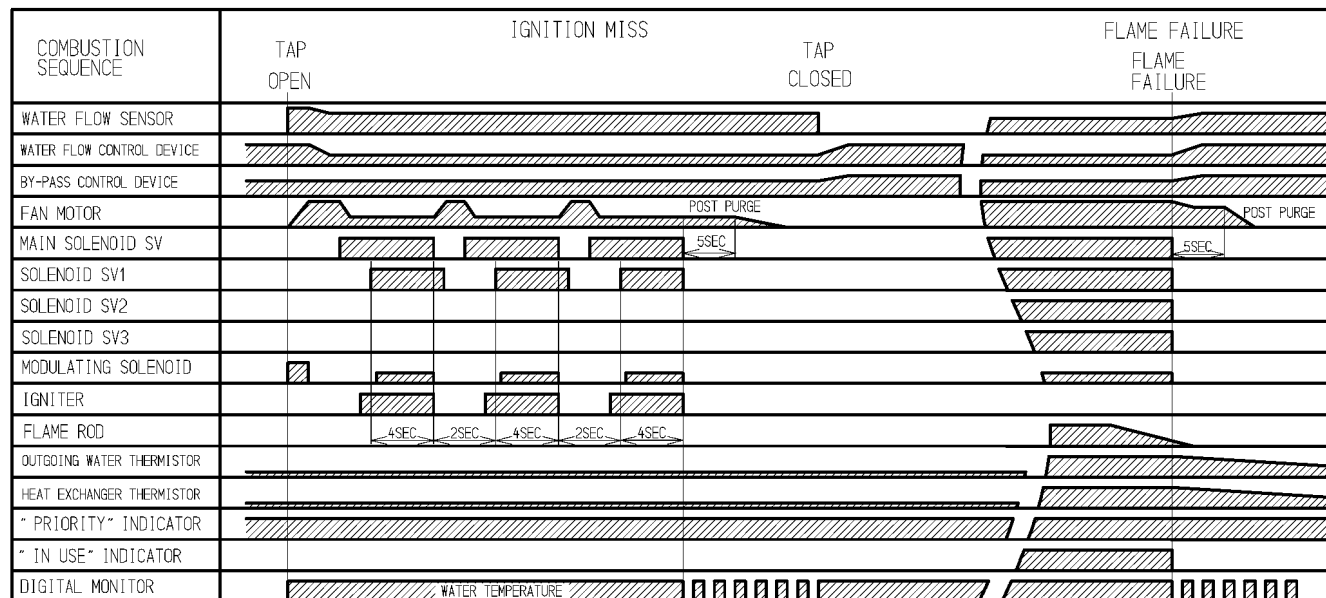 COMBUSTION
SEQUENCE
TAP
OPEN
IGNITION MISS
TAP
CLOSED
FLAME FAILURE
FLAME
FAILURE
WATER FLOW SENSOR
WATER FLOW CONTROL DEVICE
BY-PASS CONTROL DEVICE
FAN MOTOR
POST PURGE
POST PURGE
MAIN SOLENOID SV
5SEC
5SEC
SOLENOID SV1
SOLENOID SV2
SOLENOID SV3
MODULATING SOLENOID
IGNITER
FLAME ROD
4SEC
2SEC
4SEC
2SEC
4SEC
OUTGOING WATER THERMISTOR
HEAT EXCHANGER THERMISTOR
" PRIORITY" INDICATOR
" IN USE" INDICATOR
DIGITAL MONITOR
WATER TEMPERATURE